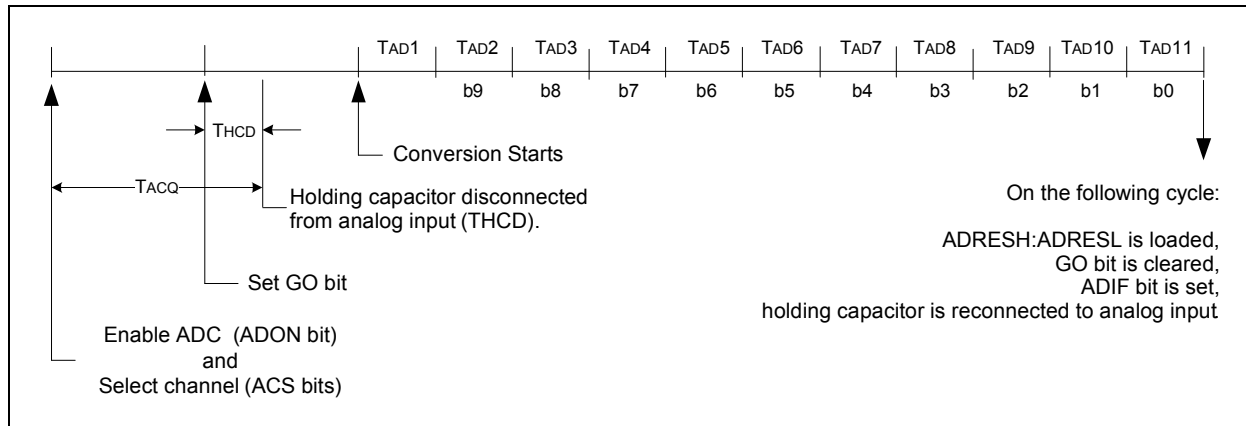 TAD1 TAD2 TAD3 TAD4 TAD5 TAD6 TAD7 TAD8 TAD9 TAD10 TAD11
b9 b8 b7 b6 b5 b4 b3 b2 b1 b0
THCD
Conversion Starts
TACQ
Holding capacitor disconnected
from analog input (THCD).
Set GO bit
Enable ADC (ADON bit)
and
Select channel (ACS bits)
On the following cycle:
ADRESH:ADRESL is loaded,
GO bit is cleared,
ADIF bit is set,
holding capacitor is reconnected to analog input.